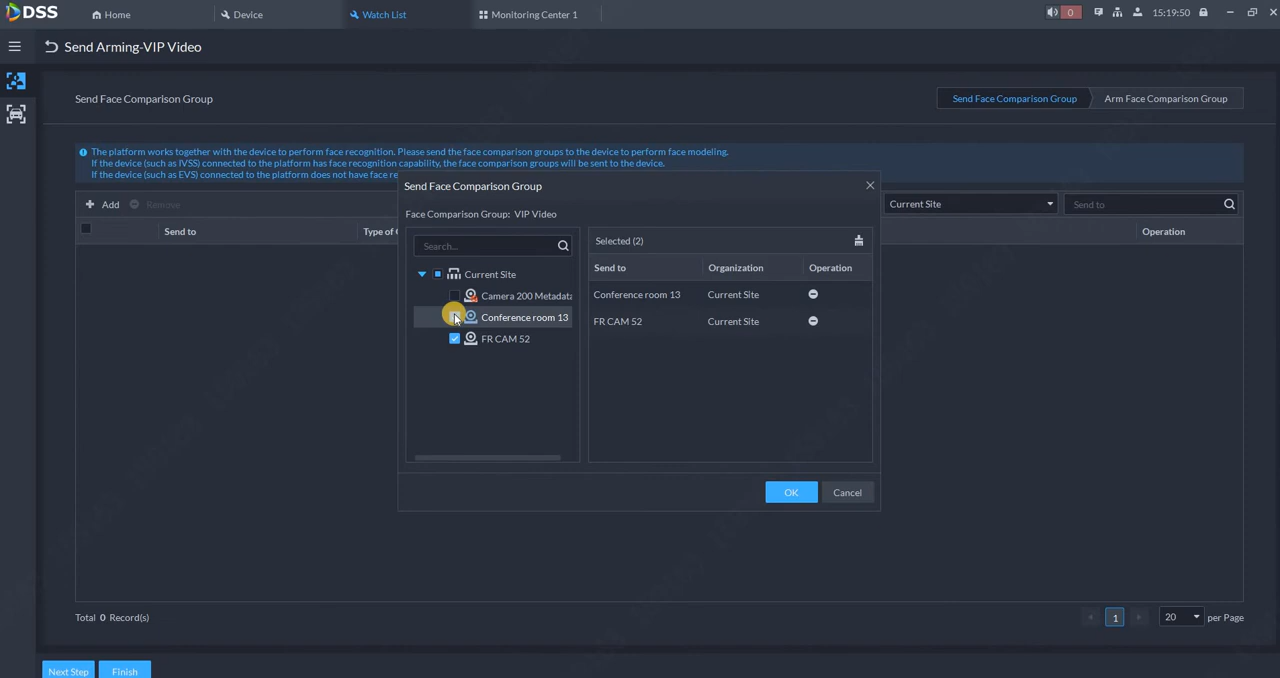 DSS
Home
Device
Watch List
Monitoring Center 1
0
15:19:50
Send Arming-VIP Video
Send Face Comparison Group
Send Face Comparison Group
Arm Face Comparison Group
The platform works together with the device to perform face recognition. Please send the face comparison groups to the device to perform face modeling.
If the device (such as IVSS) connected to the platform has face recognition capability, the face comparison groups will be sent to the device.
If the device (such as EVS) connected to the platform does not have face
Add
Remove
Current Site
Send to
Send to
Type of
Operation
Send Face Comparison Group
Face Comparison Group: VIP Video
Search...
Selected (2)
Current Site
Camera 200 Metadata
Conference room 13
FR CAM 52
Send to
Organization
Operation
Conference room 13
Current Site
FR CAM 52
Current Site
OK
Cancel
Total 0 Record(s)
1
20
per Page
Next Step
Finish